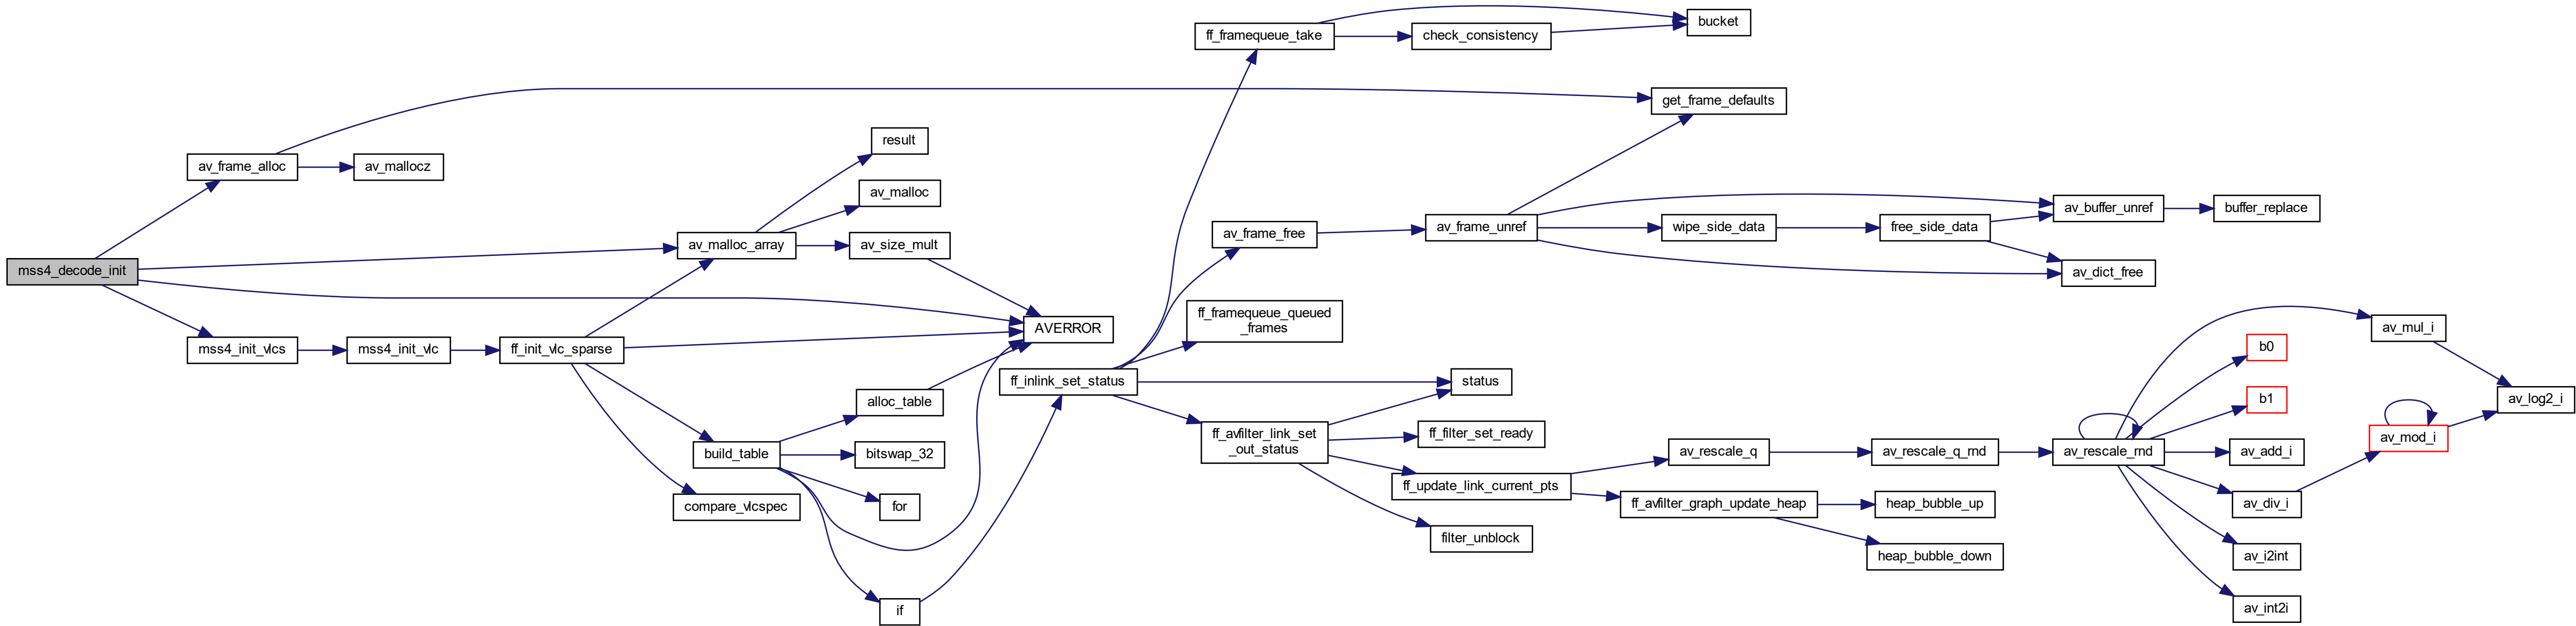 mss4_decode_init
av_frame_alloc
av_mallocz
mss4_init_vlcs
mss4_init_vlc
ff_init_vlc_sparse
av_malloc_array
result
av_malloc
av_size_mult
AVERROR
build_table
compare_vlcspec
alloc_table
bitswap_32
for
if
ff_inlink_set_status
ff_framequeue_take
check_consistency
bucket
get_frame_defaults
av_frame_free
av_frame_unref
wipe_side_data
free_side_data
av_buffer_unref
buffer_replace
av_dict_free
ff_framequeue_queued
_frames
status
ff_avfilter_link_set
_out_status
ff_filter_set_ready
ff_update_link_current_pts
filter_unblock
av_rescale_q
av_rescale_q_rnd
ff_avfilter_graph_update_heap
heap_bubble_up
heap_bubble_down
av_rescale_rnd
av_mul_i
b0
b1
av_add_i
av_div_i
av_i2int
av_int2i
av_mod_i
av_log2_i